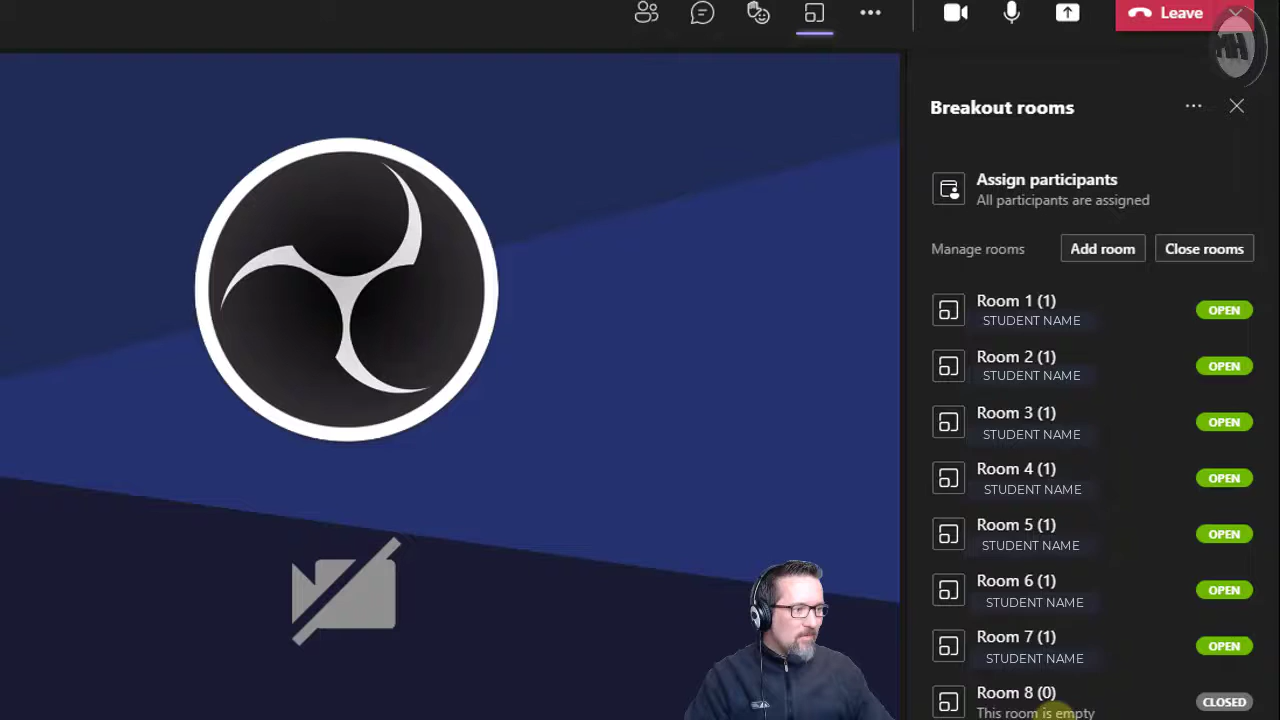 Leave
Breakout rooms
Assign participants
All participants are assigned
Manage rooms
Add room
Close rooms
Room 1 (1)
STUDENT NAME
OPEN
Room 2 (1)
STUDENT NAME
OPEN
Room 3 (1)
STUDENT NAME
OPEN
Room 4 (1)
STUDENT NAME
OPEN
Room 5 (1)
STUDENT NAME
OPEN
Room 6 (1)
STUDENT NAME
OPEN
Room 7 (1)
STUDENT NAME
OPEN
Room 8 (0)
This room is empty
CLOSED